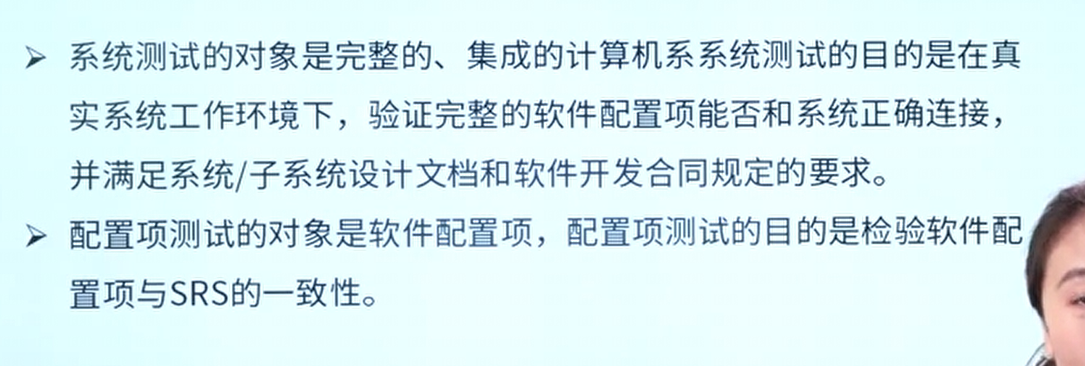 ➢ 系统测试的对象是完整的、集成的计算机系系统测试的目的是在真
实系统工作环境下，验证完整的软件配置项能否和系统正确连接，
并满足系统/子系统设计文档和软件开发合同规定的要求。
➢ 配置项测试的对象是软件配置项，配置项测试的目的是检验软件配
置项与SRS的一致性。